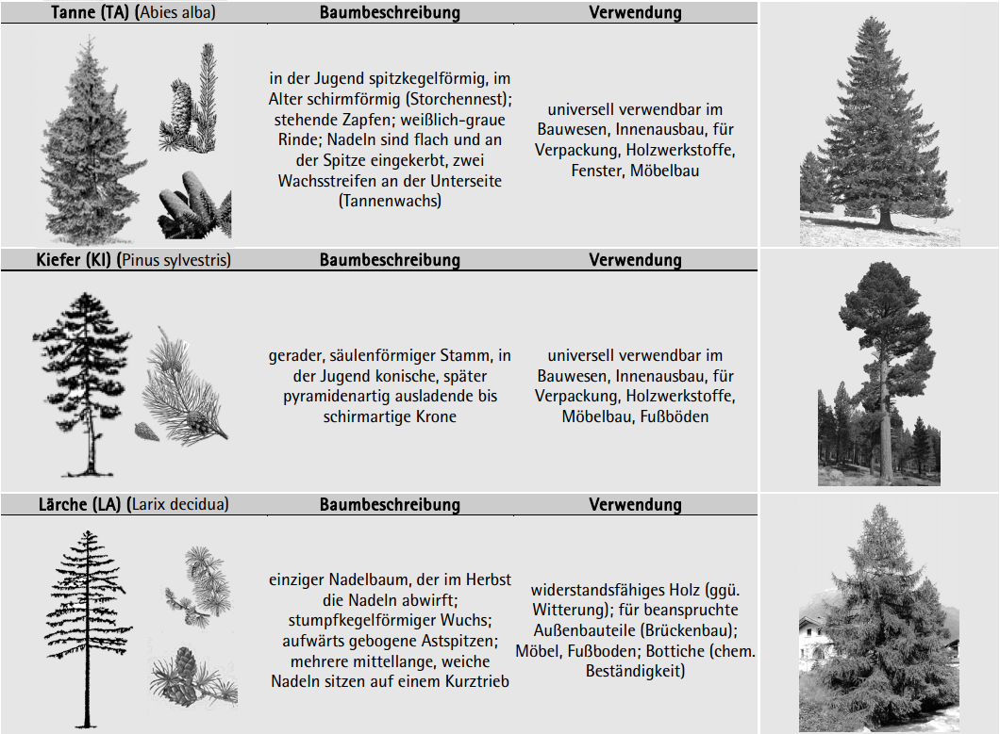 Tanne (TA) (Abies alba)
Baumbeschreibung
Verwendung
in der Jugend spitzkegelförmig, im
Alter schirmförmig (Storchennest);
stehende Zapfen; weißlich-graue
Rinde; Nadeln sind flach und an
der Spitze eingekerbt, zwei
Wachsstreifen an der Unterseite
(Tannenwachs)
universell verwendbar im
Bauwesen, Innenausbau, für
Verpackung, Holzwerkstoffe,
Fenster, Möbelbau
Kiefer (KI) (Pinus sylvestris)
Baumbeschreibung
Verwendung
gerader, säulenförmiger Stamm, in
der Jugend konische, später
pyramidenartig ausladende bis
schirmartige Krone
universell verwendbar im
Bauwesen, Innenausbau, für
Verpackung, Holzwerkstoffe,
Möbelbau, Fußböden
Lärche (LA) (Larix decidua)
Baumbeschreibung
Verwendung
einziger Nadelbaum, der im Herbst
die Nadeln abwirft;
stumpfkegelförmiger Wuchs;
aufwärts gebogene Astspitzen;
mehrere mittellange, weiche
Nadeln sitzen auf einem Kurztrieb
widerstandsfähiges Holz (ggü.
Witterung); für beanspruchte
Außenbauteile (Brückenbau);
Möbel, Fußboden; Bottiche (chem.
Beständigkeit)